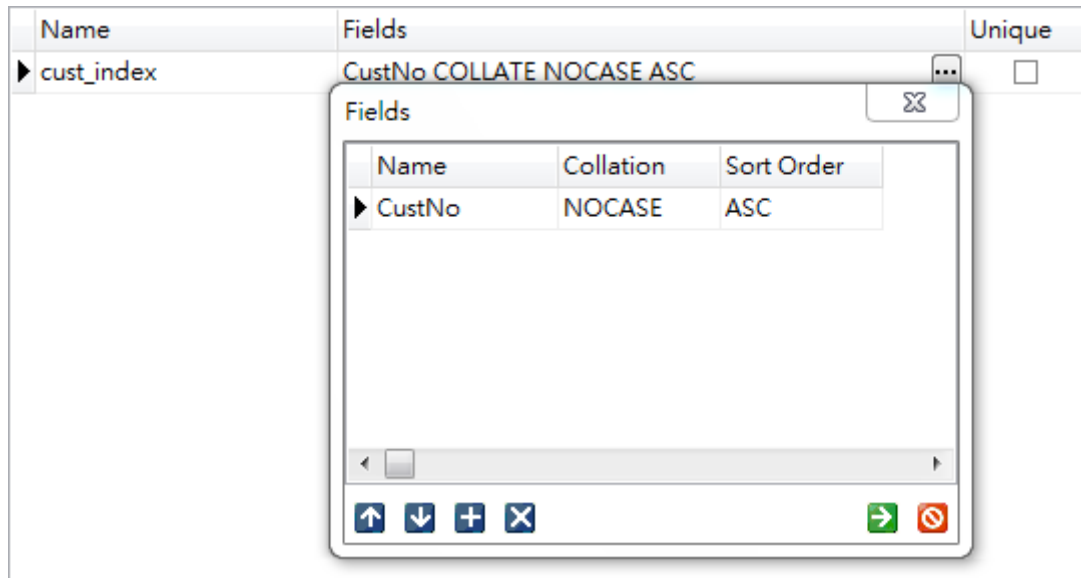 Name Fields Unique
cust_index CustNo COLLATE NOCASE ASC ...
Fields
Name Collation Sort Order
CustNo NOCASE ASC